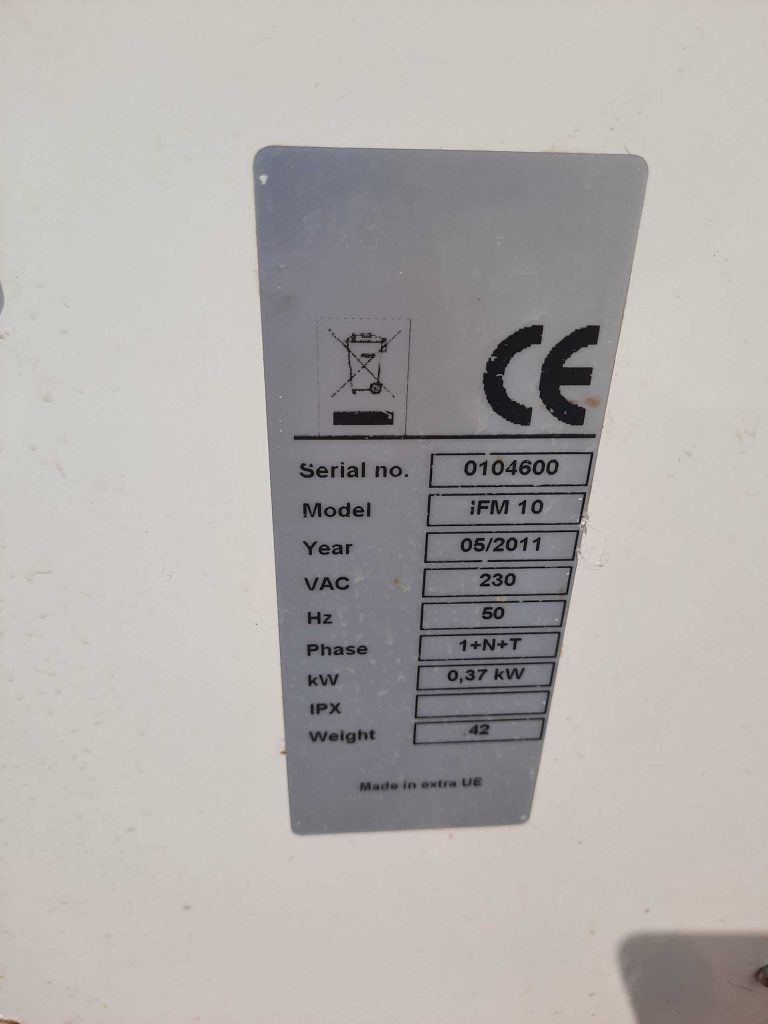 CE
Serial no. 0104600
Model iFM 10
Year 05/2011
VAC 230
Hz 50
Phase 1+N+T
kW 0,37 kW
IPX
Weight 42
Made in extra UE